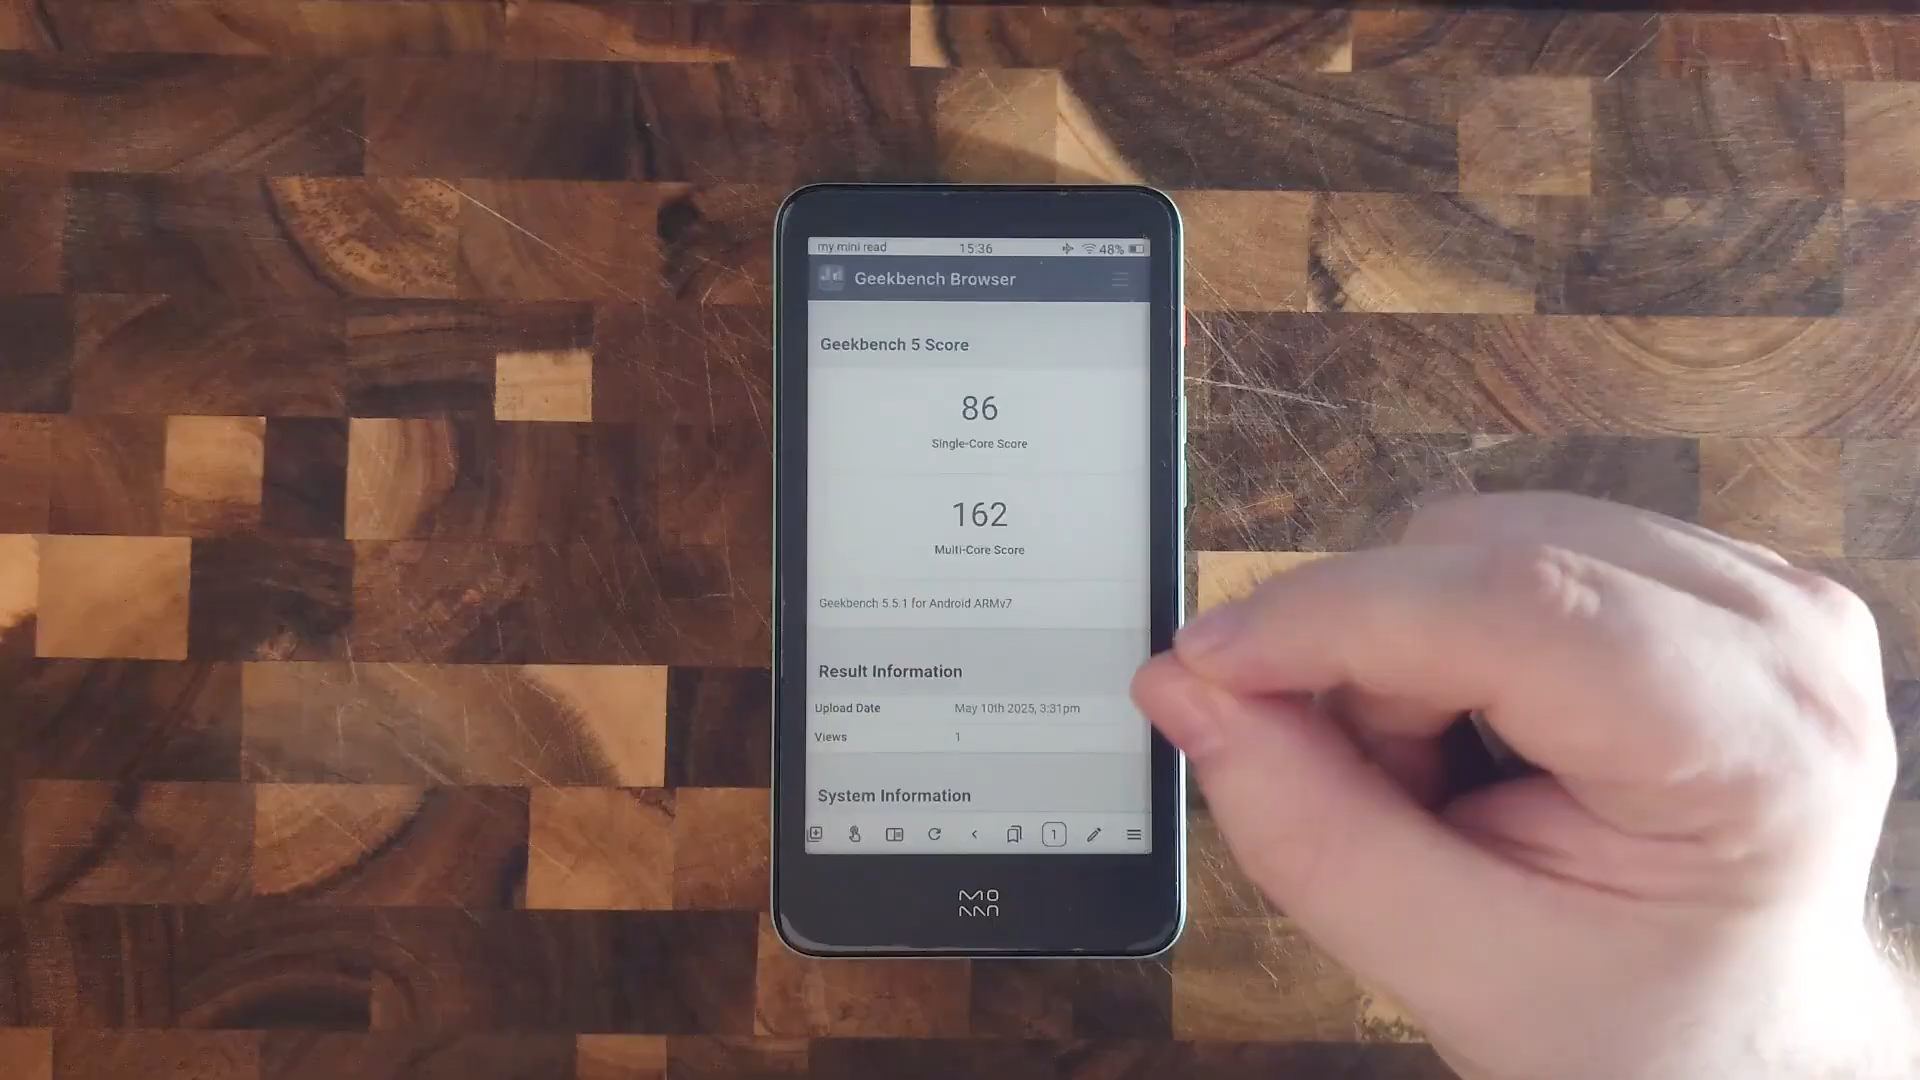 my mini read 15:36 48%
Geekbench Browser
Geekbench 5 Score
86
Single-Core Score
162
Multi-Core Score
Geekbench 5.5.1 for Android ARMv7
Result Information
Upload Date May 10th 2025, 3:31pm
Views 1
System Information
1